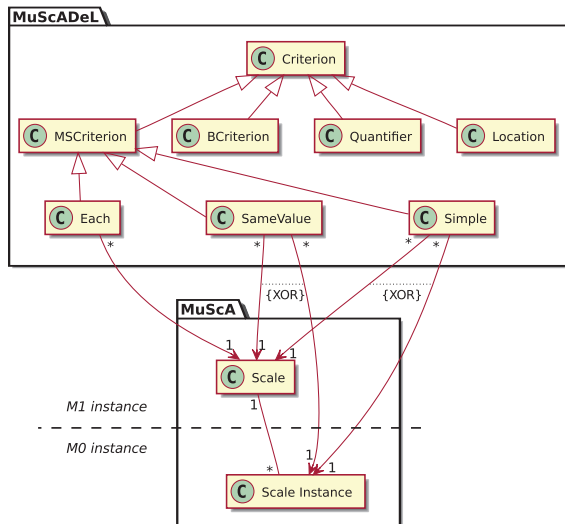 MuScADeL
C Criterion
C MSCriterion
C BCriterion
C Quantifier
C Location
C Each
C SameValue
C Simple
* * * * *
{XOR} {XOR}
MuScA
1 1 1
C Scale
1
M1 instance
M0 instance
* 1 1
C Scale Instance